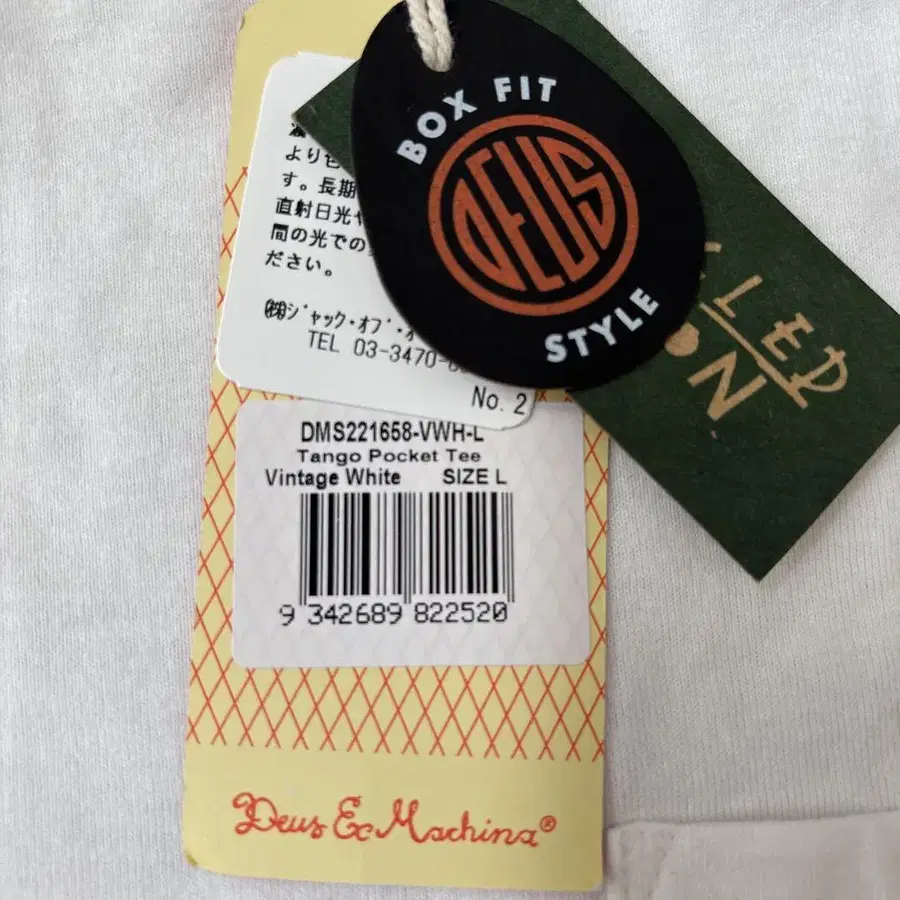 BOX FIT
DEUS
STYLE
より色
す。長期
直射日光や
間の光での
ださい。
㈱ジャック・オブ・オ
TEL 03-3470-
No. 2
DMS221658-VWH-L
Tango Pocket Tee
Vintage White SIZE L
9 342689 822520
Deus Ex Machina®